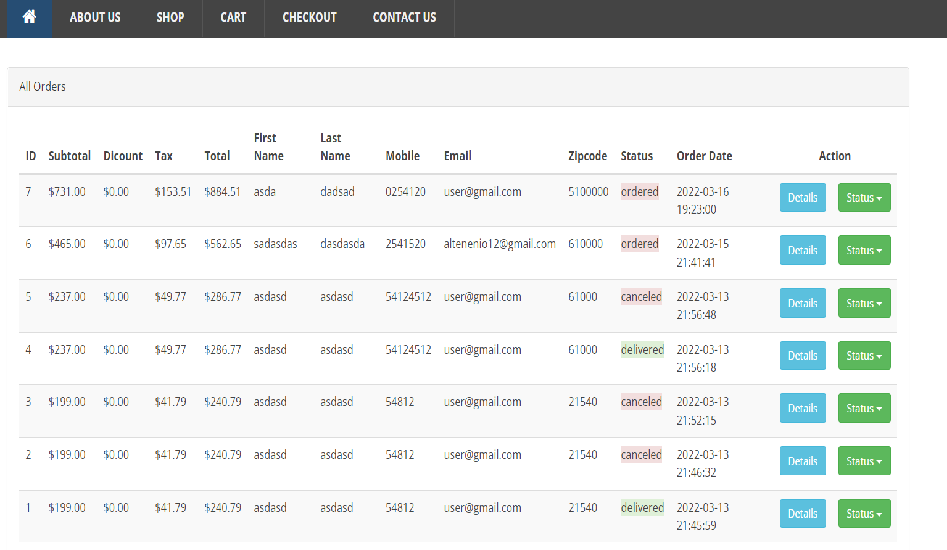 ABOUT US SHOP CART CHECKOUT CONTACT US
All Orders
ID Subtotal Dicount Tax Total First Name Last Name Mobile Email Zipcode Status Order Date Action
7 $731.00 $0.00 $153.51 $884.51 asda dadsad 0254120 user@gmail.com 5100000 ordered 2022-03-16 Details Status
19:23:00
6 $465.00 $0.00 $97.65 $562.65 sadasdas dasdasda 2541520 altenenio12@gmail.com 610000 ordered 2022-03-15 Details Status
21:41:41
5 $237.00 $0.00 $49.77 $286.77 asdasd asdasd 54124512 user@gmail.com 61000 canceled 2022-03-13 Details Status
21:56:48
4 $237.00 $0.00 $49.77 $286.77 asdasd asdasd 54124512 user@gmail.com 61000 delivered 2022-03-13 Details Status
21:56:18
3 $199.00 $0.00 $41.79 $240.79 asdasd asdasd 54812 user@gmail.com 21540 canceled 2022-03-13 Details Status
21:52:15
2 $199.00 $0.00 $41.79 $240.79 asdasd asdasd 54812 user@gmail.com 21540 canceled 2022-03-13 Details Status
21:46:32
1 $199.00 $0.00 $41.79 $240.79 asdasd asdasd 54812 user@gmail.com 21540 delivered 2022-03-13 Details Status
21:45:59